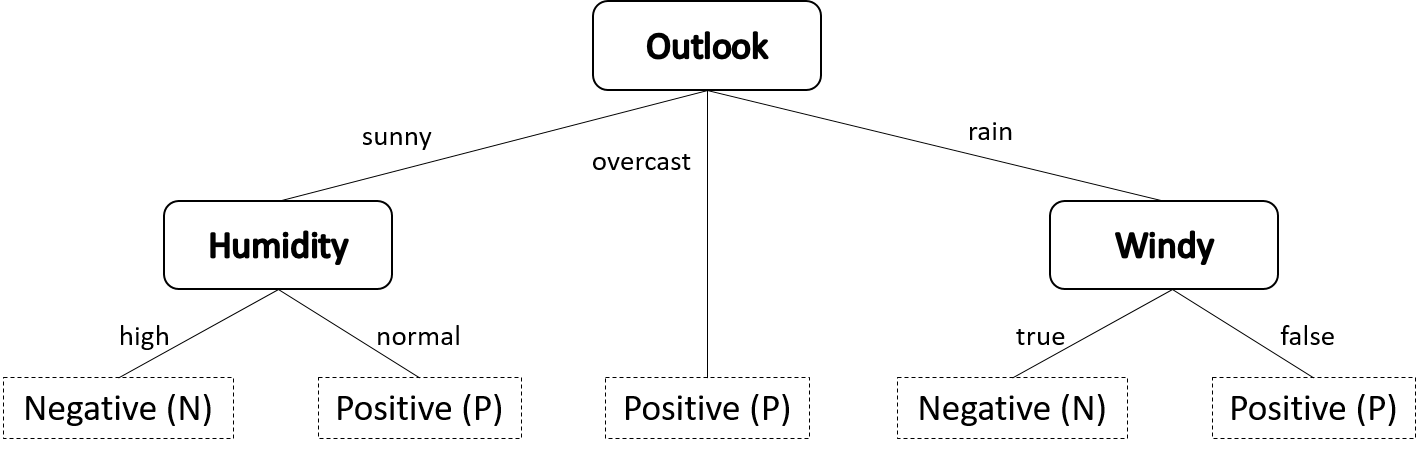 Outlook
sunny
overcast
rain
Humidity
Windy
high
normal
true
false
Negative (N)
Positive (P)
Positive (P)
Negative (N)
Positive (P)